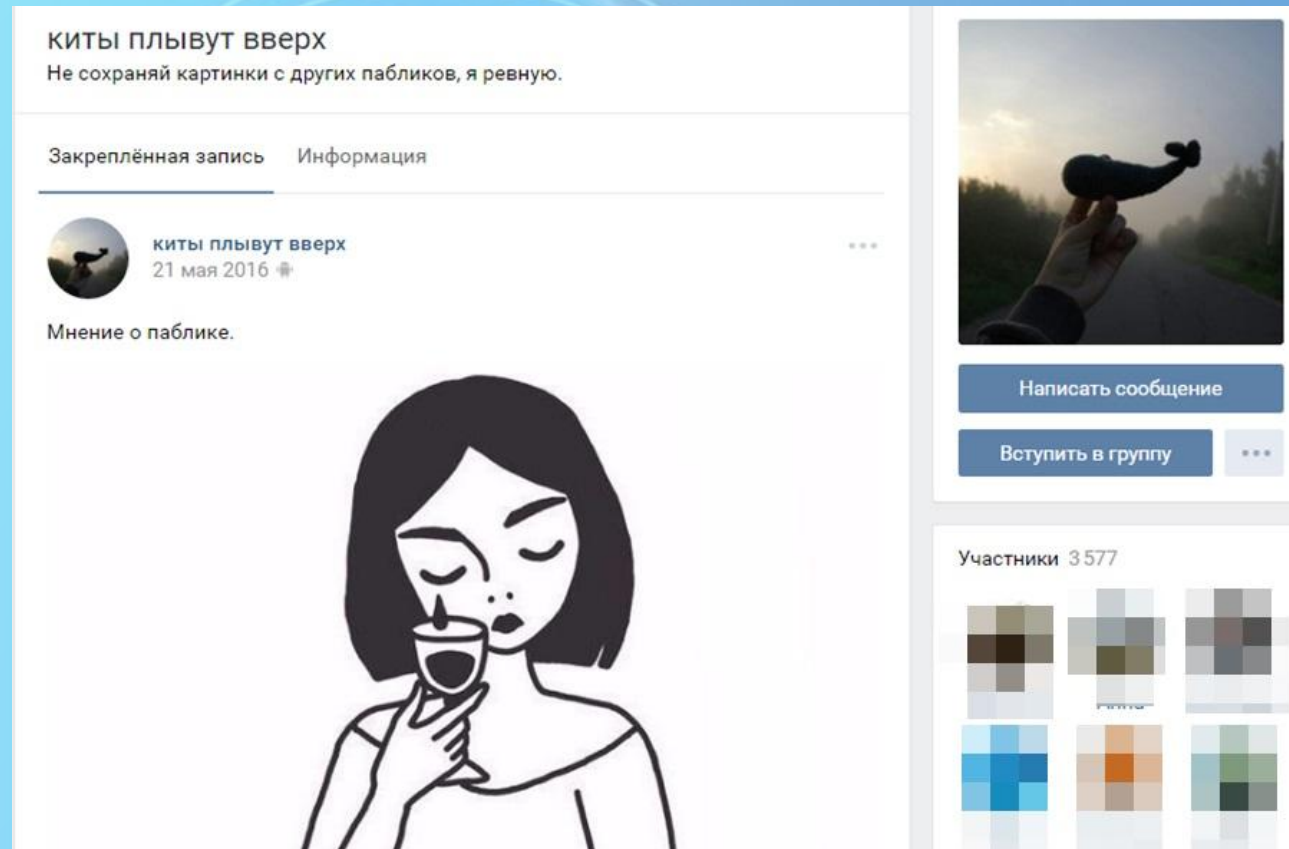 киты плывут вверх
Не сохраняй картинки с других пабликов, я ревную.
Закреплённая запись Информация
киты плывут вверх
21 мая 2016
Мнение о паблике.
Написать сообщение
Вступить в группу
Участники 3 577